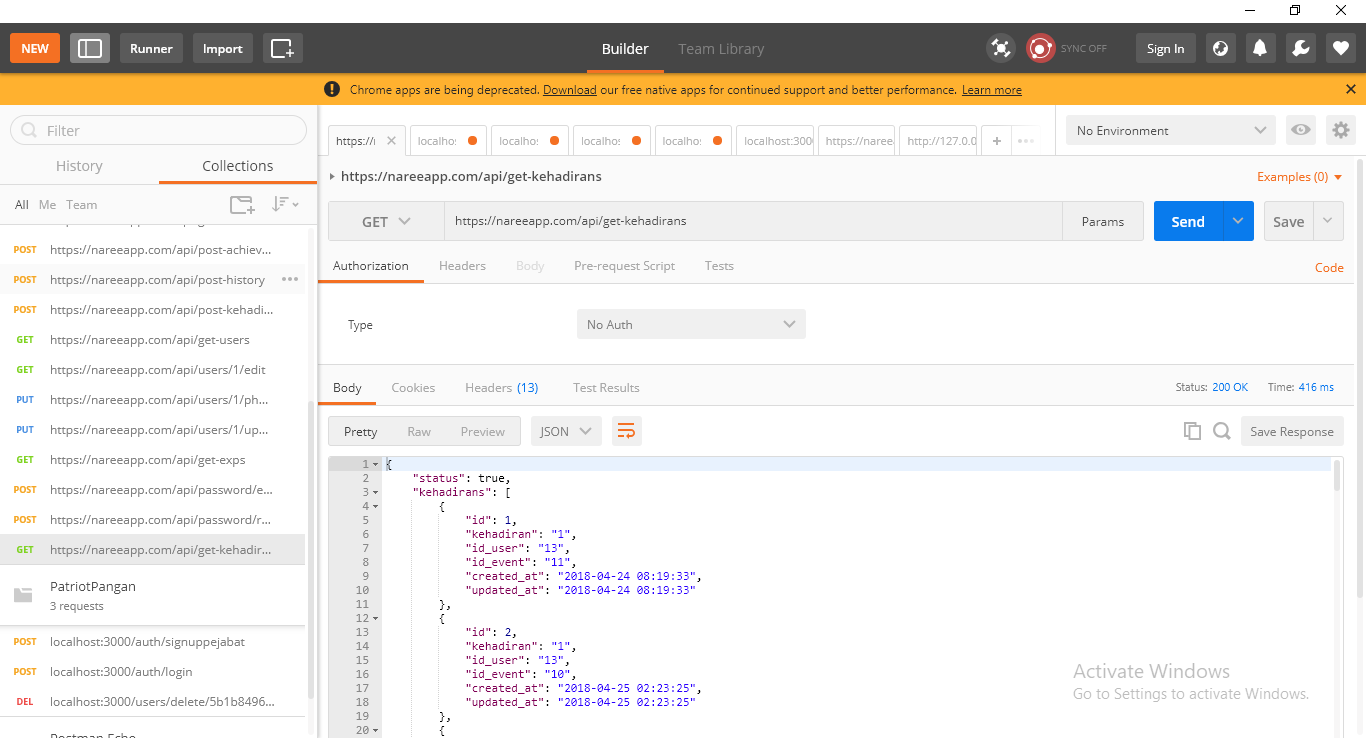 NEW Runner Import Builder Team Library SYNC OFF Sign In
! Chrome apps are being deprecated. Download our free native apps for continued support and better performance. Learn more
Filter
History Collections
All Me Team
POST https://nareeapp.com/api/post-achiev...
POST https://nareeapp.com/api/post-history
POST https://nareeapp.com/api/post-kehadi...
GET https://nareeapp.com/api/get-users
GET https://nareeapp.com/api/users/1/edit
PUT https://nareeapp.com/api/users/1/ph...
PUT https://nareeapp.com/api/users/1/up...
GET https://nareeapp.com/api/get-exps
POST https://nareeapp.com/api/password/e...
POST https://nareeapp.com/api/password/r...
GET https://nareeapp.com/api/get-kehadir...
PatriotPangan
3 requests
POST localhost:3000/auth/signuppejabat
POST localhost:3000/auth/login
DEL localhost:3000/users/delete/5b1b8496...
Postman Echo
https:// localho: localho: localho: localho: localhost:300 https://naree http://127.0.0 + No Environment
https://nareeapp.com/api/get-kehadirans Examples (0)
GET https://nareeapp.com/api/get-kehadirans Params Send Save
Authorization Headers Body Pre-request Script Tests Code
Type No Auth
Body Cookies Headers (13) Test Results Status: 200 OK Time: 416 ms
Pretty Raw Preview JSON Save Response
1 {
2 "status": true,
3 "kehadirans": [
4 {
5 "id": 1,
6 "kehadiran": "1",
7 "id_user": "13",
8 "id_event": "11",
9 "created_at": "2018-04-24 08:19:33",
10 "updated_at": "2018-04-24 08:19:33"
11 },
12 {
13 "id": 2,
14 "kehadiran": "1",
15 "id_user": "13",
16 "id_event": "10",
17 "created_at": "2018-04-25 02:23:25",
18 "updated_at": "2018-04-25 02:23:25"
19 },
20 {
Activate Windows
Go to Settings to activate Windows.